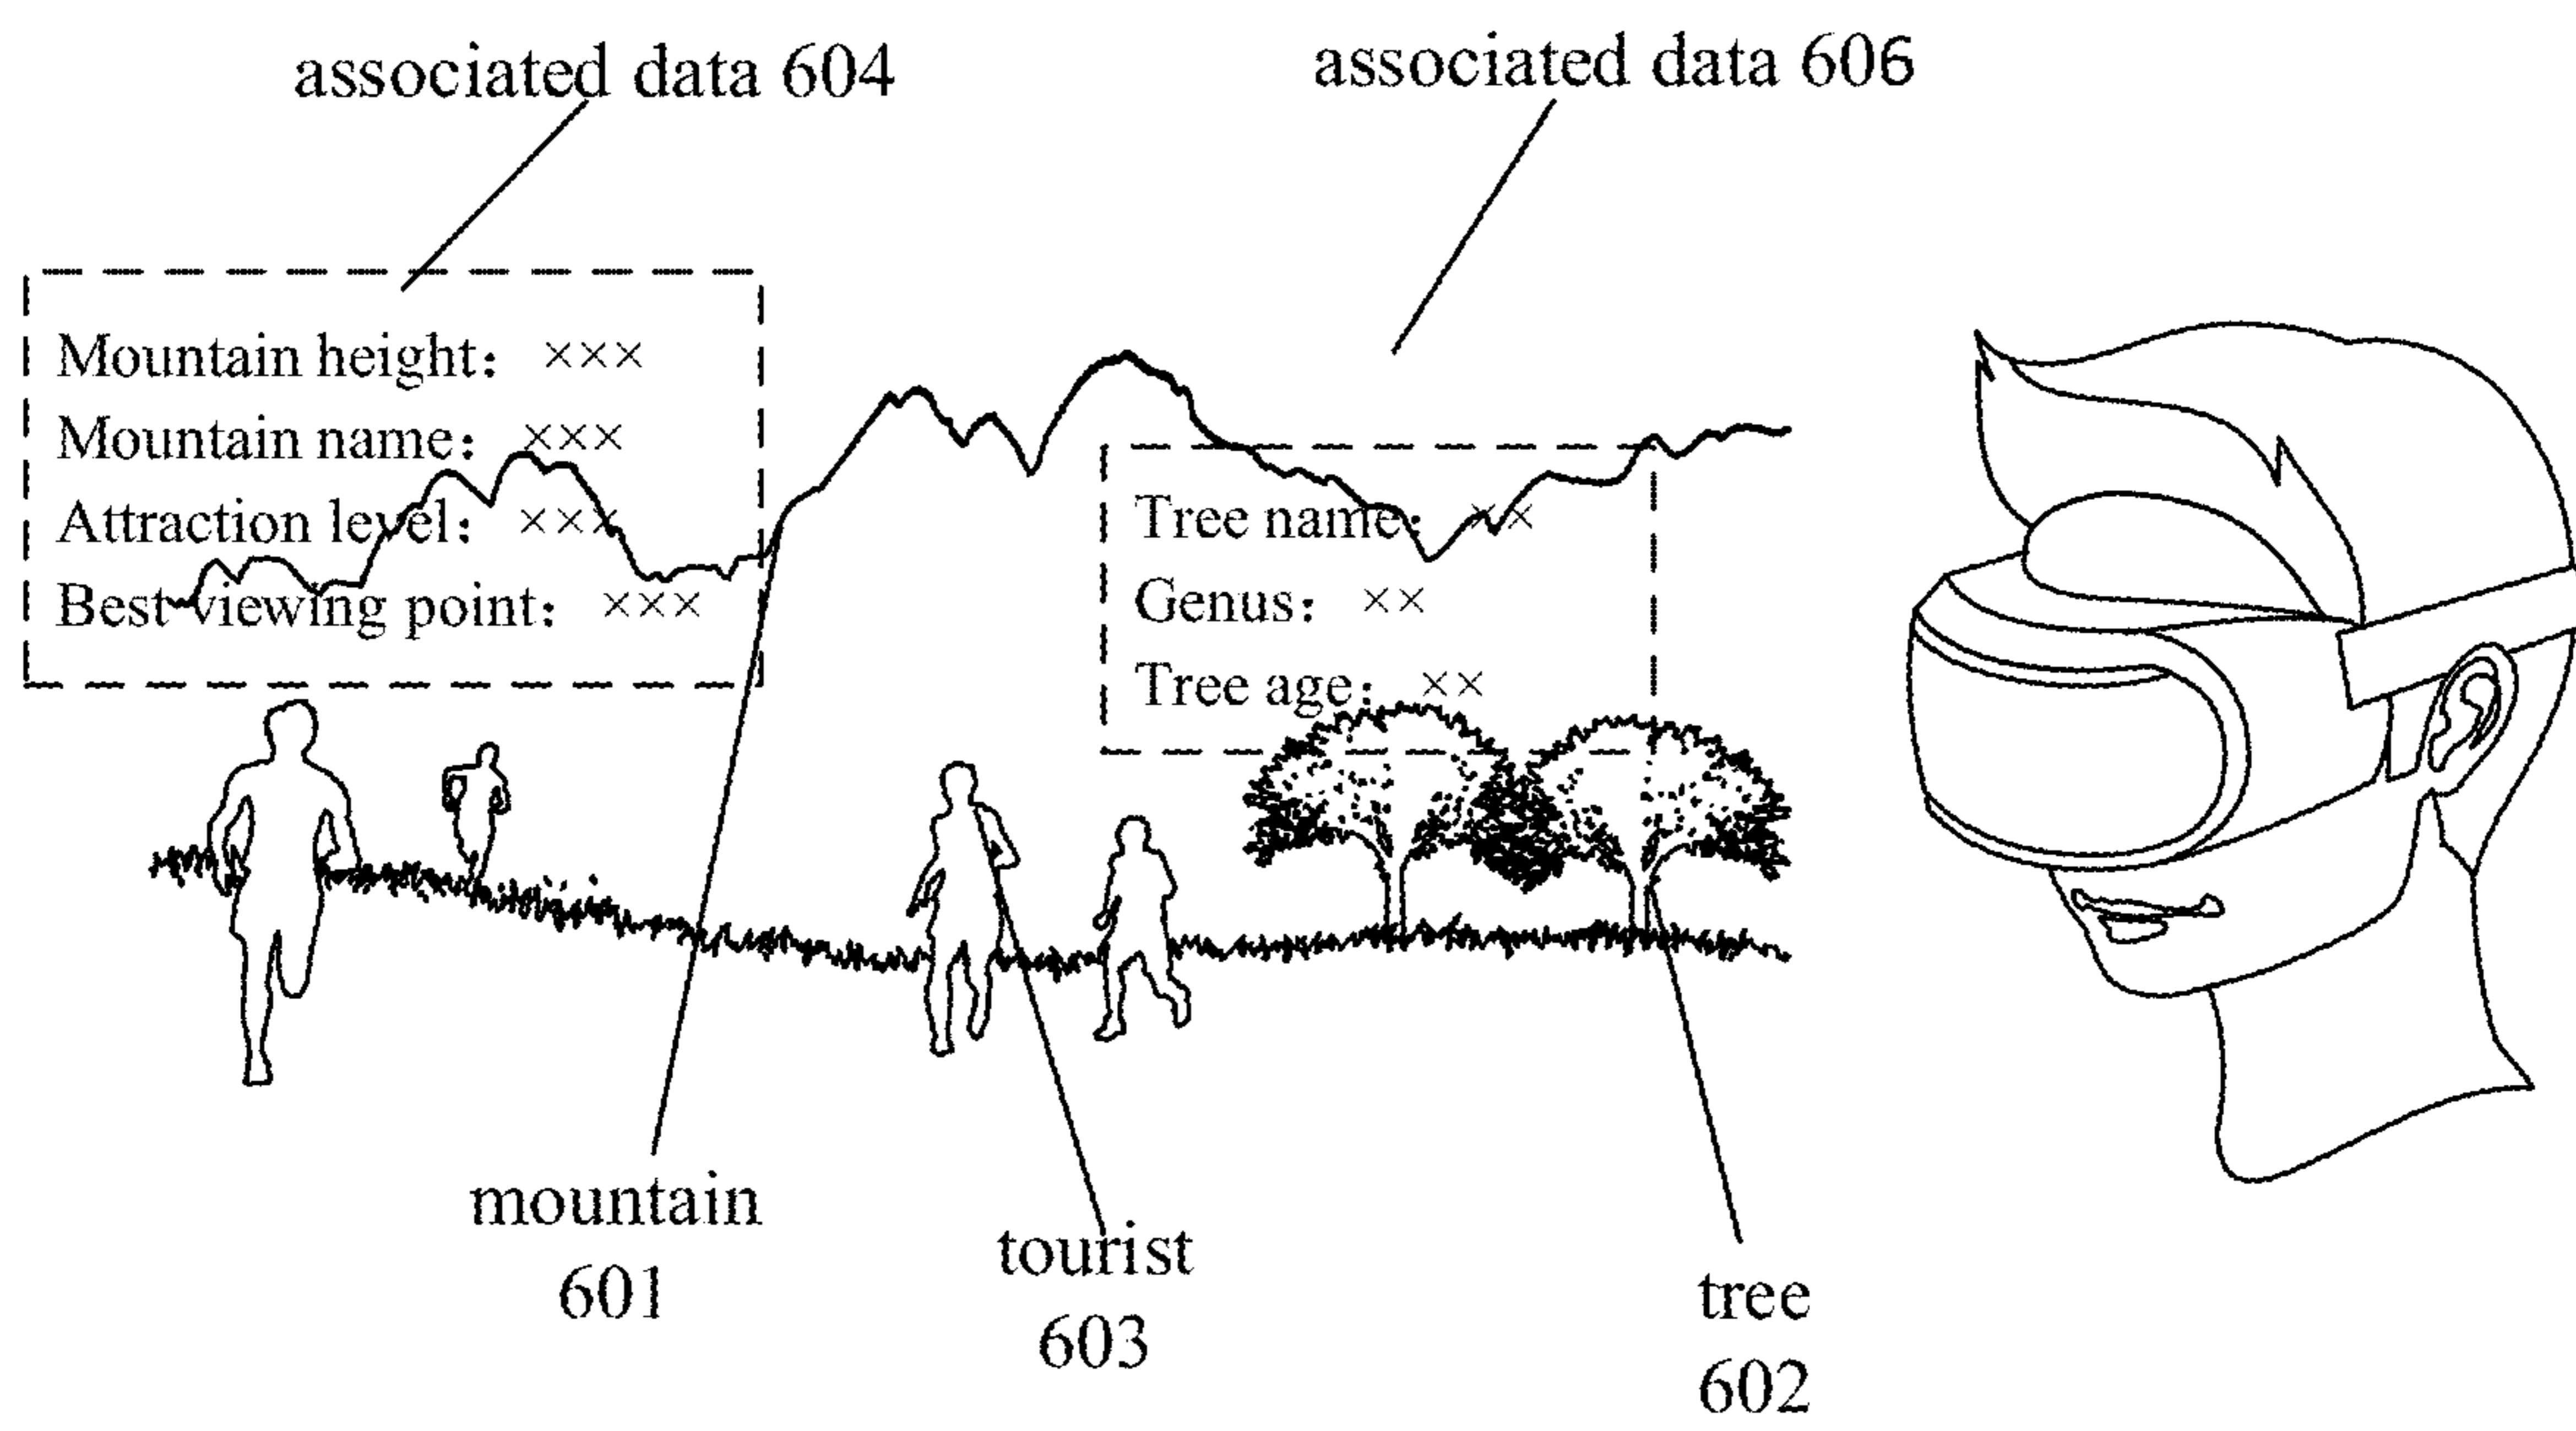 associated data 604
associated data 606
Mountain height: ×××
Mountain name: ×××
Attraction level: ×××
Best viewing point: ×××
Tree name: ××
Genus: ××
Tree age: ××
mountain
601
tourist
603
tree
602